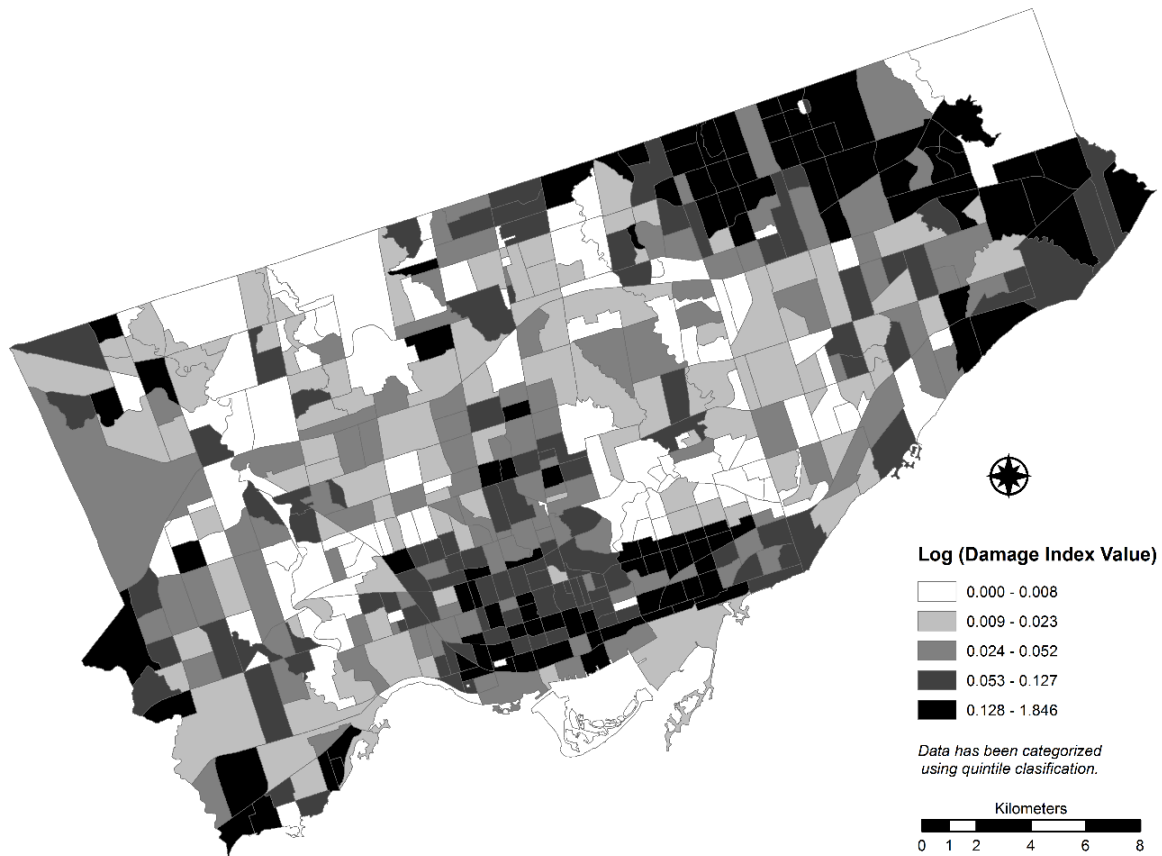 Log (Damage Index Value)
0.000 - 0.008
0.009 - 0.023
0.024 - 0.052
0.053 - 0.127
0.128 - 1.846
Data has been categorized
using quintile classification.
Kilometers
0 1 2 4 6 8